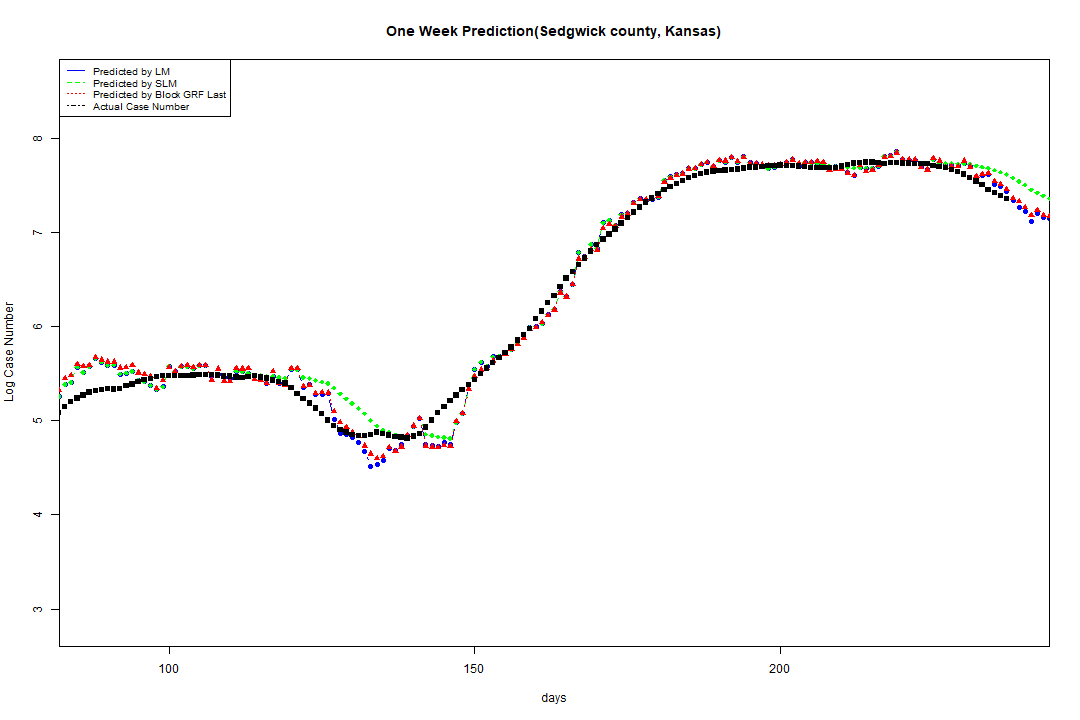 One Week Prediction(Sedgwick county, Kansas)
Predicted by LM
Predicted by SLM
Predicted by Block GRF Last
Actual Case Number
8
7
6
5
4
3
Log Case Number
100 150 200
days